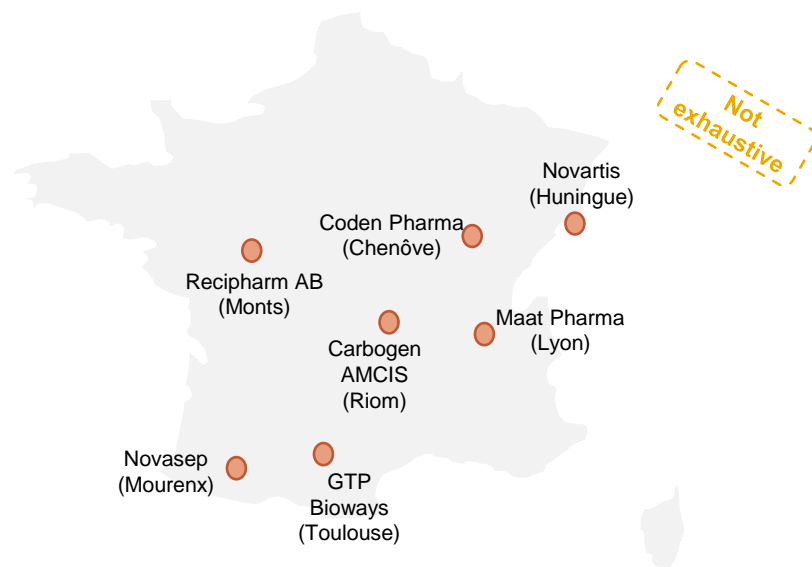 Not
exhaustive
Novartis
(Huningue)
Coden Pharma
(Chenôve)
Recipharm AB
(Monts)
Maat Pharma
(Lyon)
Carbogen
AMCIS
(Riom)
Novasep
(Mourenx)
GTP
Bioways
(Toulouse)